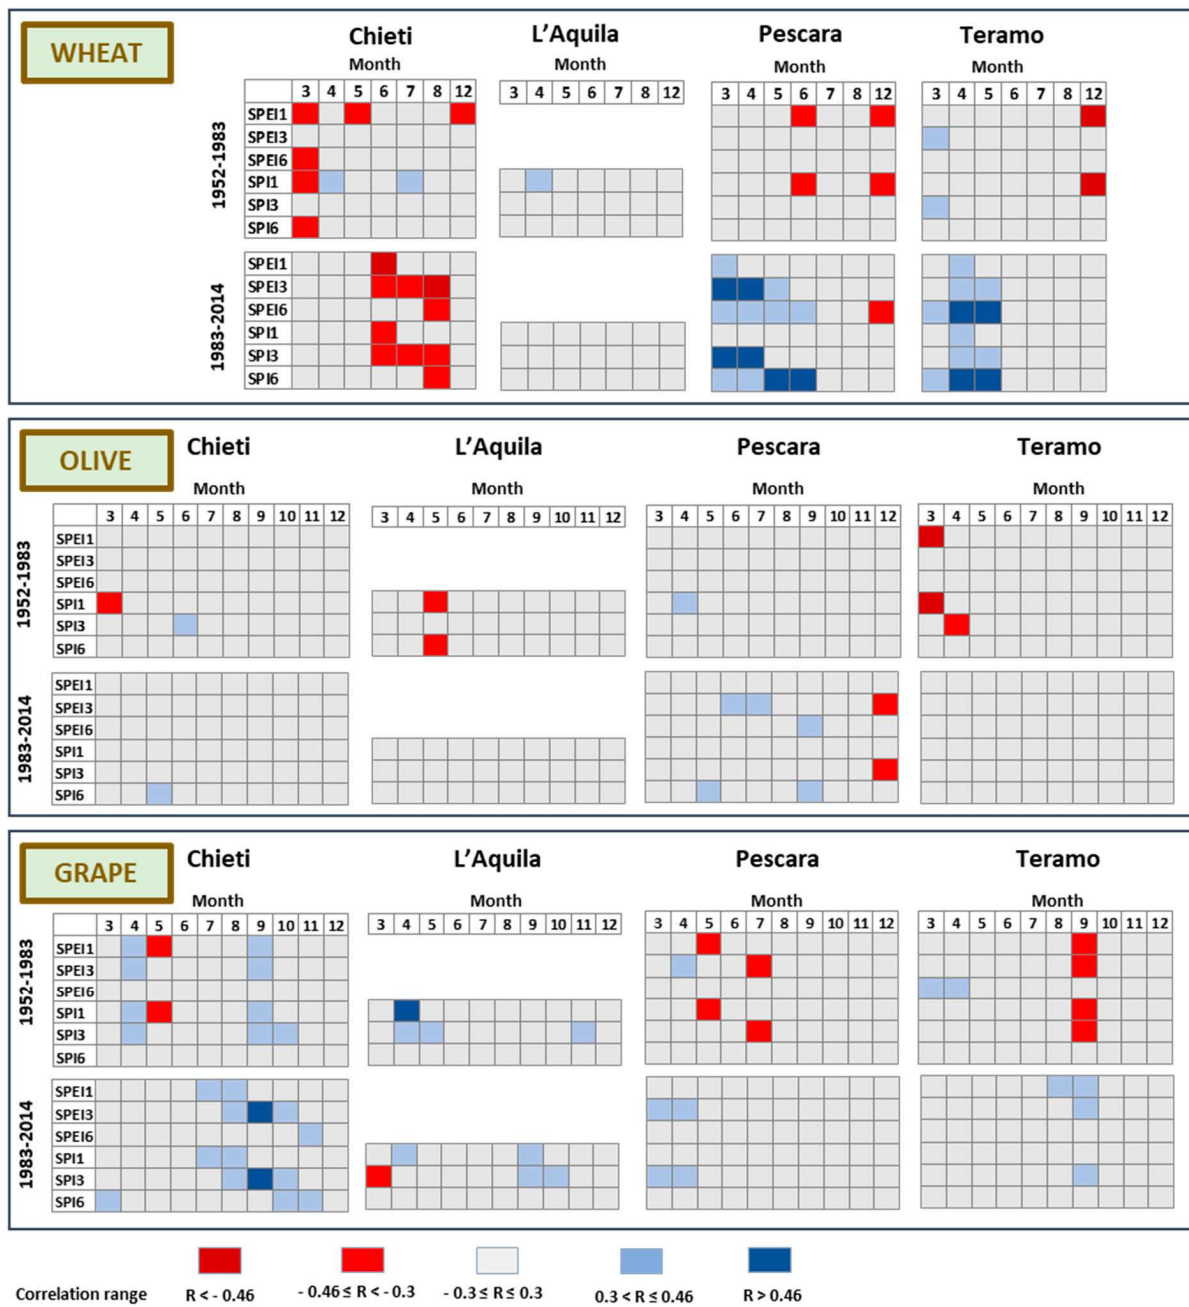 WHEAT
Chieti L'Aquila Pescara Teramo
Month Month Month Month
3 4 5 6 7 8 12 3 4 5 6 7 8 12 3 4 5 6 7 8 12 3 4 5 6 7 8 12
1952-1983
SPEI1
SPEI3
SPEI6
SPI1
SPI3
SPI6
1983-2014
SPEI1
SPEI3
SPEI6
SPI1
SPI3
SPI6
OLIVE
Chieti L'Aquila Pescara Teramo
Month Month Month Month
3 4 5 6 7 8 9 10 11 12 3 4 5 6 7 8 9 10 11 12 3 4 5 6 7 8 9 10 11 12 3 4 5 6 7 8 9 10 11 12
1952-1983
SPEI1
SPEI3
SPEI6
SPI1
SPI3
SPI6
1983-2014
SPEI1
SPEI3
SPEI6
SPI1
SPI3
SPI6
GRAPE
Chieti L'Aquila Pescara Teramo
Month Month Month Month
3 4 5 6 7 8 9 10 11 12 3 4 5 6 7 8 9 10 11 12 3 4 5 6 7 8 9 10 11 12 3 4 5 6 7 8 9 10 11 12
1952-1983
SPEI1
SPEI3
SPEI6
SPI1
SPI3
SPI6
1983-2014
SPEI1
SPEI3
SPEI6
SPI1
SPI3
SPI6
Correlation range R < - 0.46 - 0.46 ≤ R < - 0.3 - 0.3 ≤ R ≤ 0.3 0.3 < R ≤ 0.46 R > 0.46